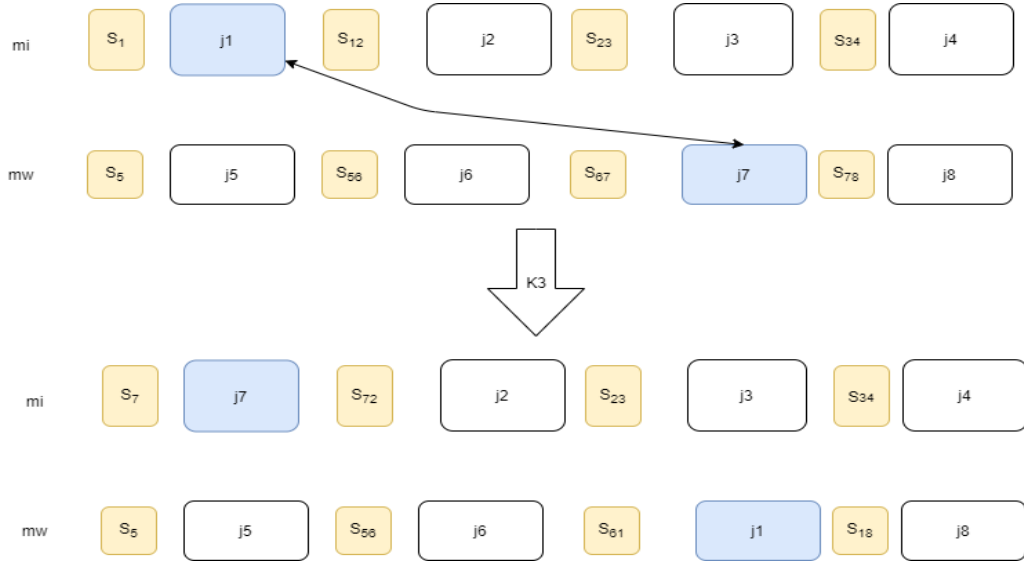 mi S₁ j1 S₁₂ j2 S₂₃ j3 S₃₄ j4
mw S₅ j5 S₅₆ j6 S₆₇ j7 S₇₈ j8
K3
mi S₇ j7 S₇₂ j2 S₂₃ j3 S₃₄ j4
mw S₅ j5 S₅₆ j6 S₆₁ j1 S₁₈ j8